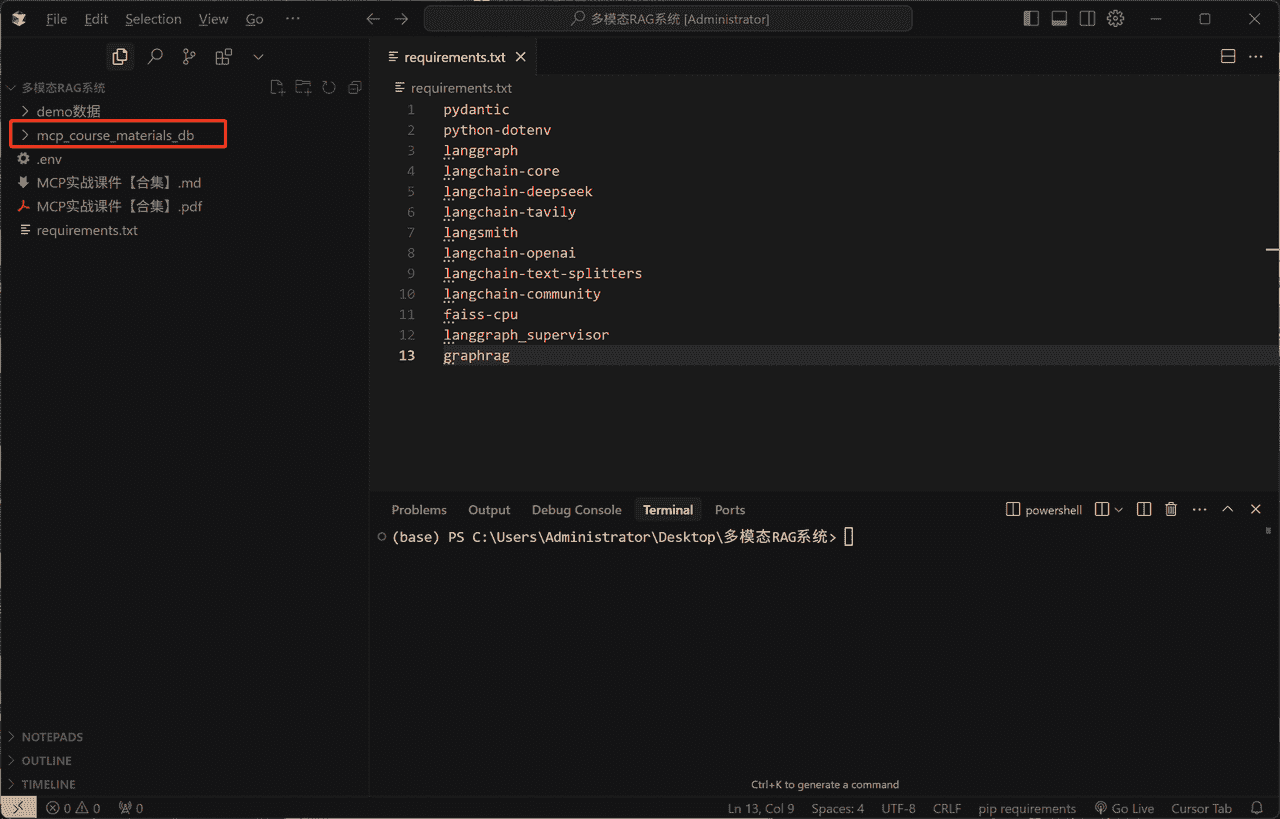 File Edit Selection View Go ··· 多模态RAG系统 [Administrator]
多模态RAG系统
demo数据
mcp_course_materials_db
.env
MCP实战课件【合集】.md
MCP实战课件【合集】.pdf
requirements.txt
NOTEPADS
OUTLINE
TIMELINE
requirements.txt
requirements.txt
1 pydantic
2 python-dotenv
3 langgraph
4 langchain-core
5 langchain-deepseek
6 langchain-tavily
7 langsmith
8 langchain-openai
9 langchain-text-splitters
10 langchain-community
11 faiss-cpu
12 langgraph_supervisor
13 graphrag
Problems Output Debug Console Terminal Ports powershell
(base) PS C:\Users\Administrator\Desktop\多模态RAG系统>
Ctrl+K to generate a command
0 0 0 Ln 13, Col 9 Spaces: 4 UTF-8 CRLF pip requirements Go Live Cursor Tab